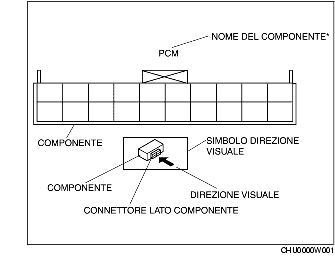 NOME DEL COMPONENTE*
PCM
COMPONENTE
SIMBOLO DIREZIONE
VISUALE
COMPONENTE
DIREZIONE VISUALE
CONNETTORE LATO COMPONENTE
CHU0000W001